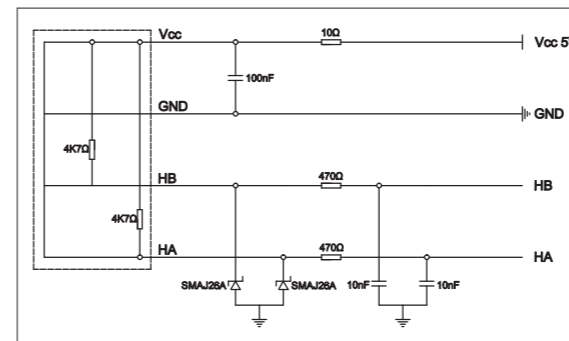 Vcc 10Ω Vcc 5
100nF
GND GND
4K7Ω
HB 470Ω HB
4K7Ω
HA 470Ω HA
SMAJ26A SMAJ26A 10nF 10nF